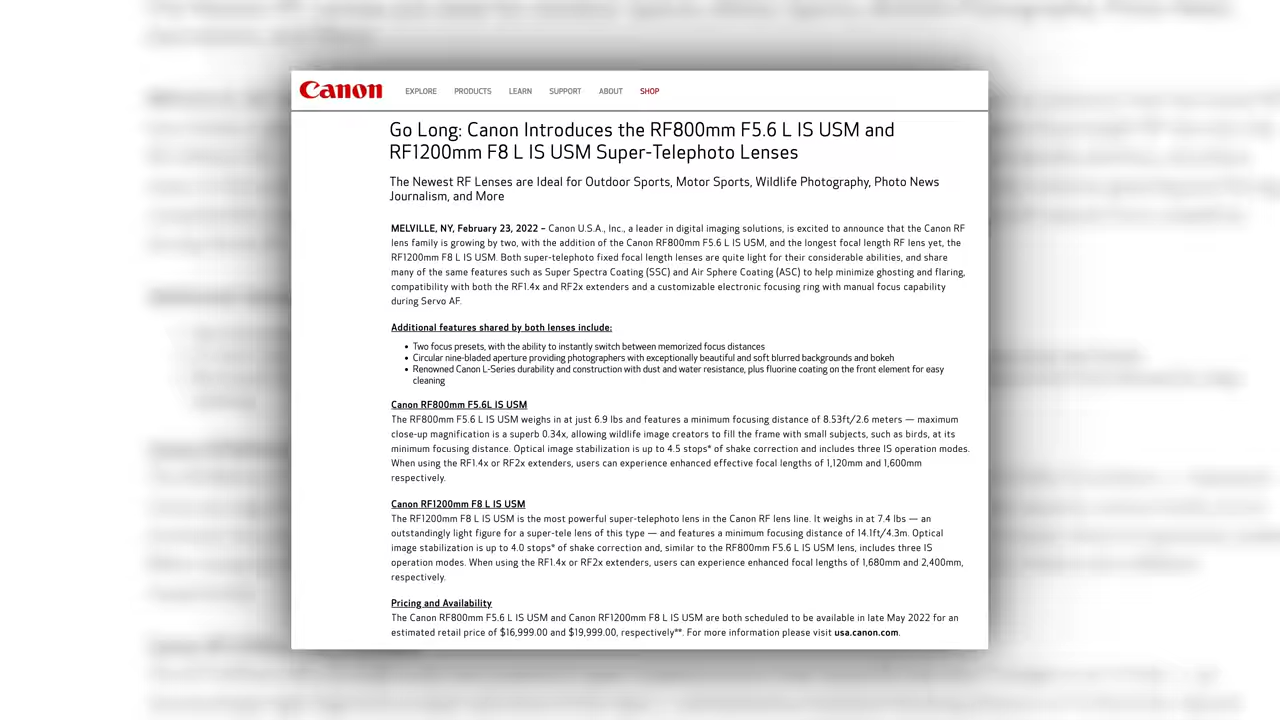 Canon EXPLORE PRODUCTS LEARN SUPPORT ABOUT SHOP
Go Long: Canon Introduces the RF800mm F5.6 L IS USM and
RF1200mm F8 L IS USM Super-Telephoto Lenses
The Newest RF Lenses are Ideal for Outdoor Sports, Motor Sports, Wildlife Photography, Photo News
Journalism, and More
MELVILLE, NY, February 23, 2022 – Canon U.S.A., Inc., a leader in digital imaging solutions, is excited to announce that the Canon RF
lens family is growing by two, with the addition of the Canon RF800mm F5.6 L IS USM, and the longest focal length RF lens yet, the
RF1200mm F8 L IS USM. Both super-telephoto fixed focal length lenses are quite light for their considerable abilities, and share
many of the same features such as Super Spectra Coating (SSC) and Air Sphere Coating (ASC) to help minimize ghosting and flaring,
compatibility with both the RF1.4x and RF2x extenders and a customizable electronic focusing ring with manual focus capability
during Servo AF.
Additional features shared by both lenses include:
• Two focus presets, with the ability to instantly switch between memorized focus distances
• Circular nine-bladed aperture providing photographers with exceptionally beautiful and soft blurred backgrounds and bokeh
• Renowned Canon L-Series durability and construction with dust and water resistance, plus fluorine coating on the front element for easy
cleaning
Canon RF800mm F5.6L IS USM
The RF800mm F5.6 L IS USM weighs in at just 6.9 lbs and features a minimum focusing distance of 8.53ft/2.6 meters — maximum
close-up magnification is a superb 0.34x, allowing wildlife image creators to fill the frame with small subjects, such as birds, at its
minimum focusing distance. Optical image stabilization is up to 4.5 stops* of shake correction and includes three IS operation modes.
When using the RF1.4x or RF2x extenders, users can experience enhanced effective focal lengths of 1,120mm and 1,600mm
respectively.
Canon RF1200mm F8 L IS USM
The RF1200mm F8 L IS USM is the most powerful super-telephoto lens in the Canon RF lens line. It weighs in at 7.4 lbs — an
outstandingly light figure for a super-tele lens of this type — and features a minimum focusing distance of 14.1ft/4.3m. Optical
image stabilization is up to 4.0 stops* of shake correction and, similar to the RF800mm F5.6 L IS USM lens, includes three IS
operation modes. When using the RF1.4x or RF2x extenders, users can experience enhanced focal lengths of 1,680mm and 2,400mm,
respectively.
Pricing and Availability
The Canon RF800mm F5.6 L IS USM and Canon RF1200mm F8 L IS USM are both scheduled to be available in late May 2022 for an
estimated retail price of $16,999.00 and $19,999.00, respectively**. For more information please visit usa.canon.com.